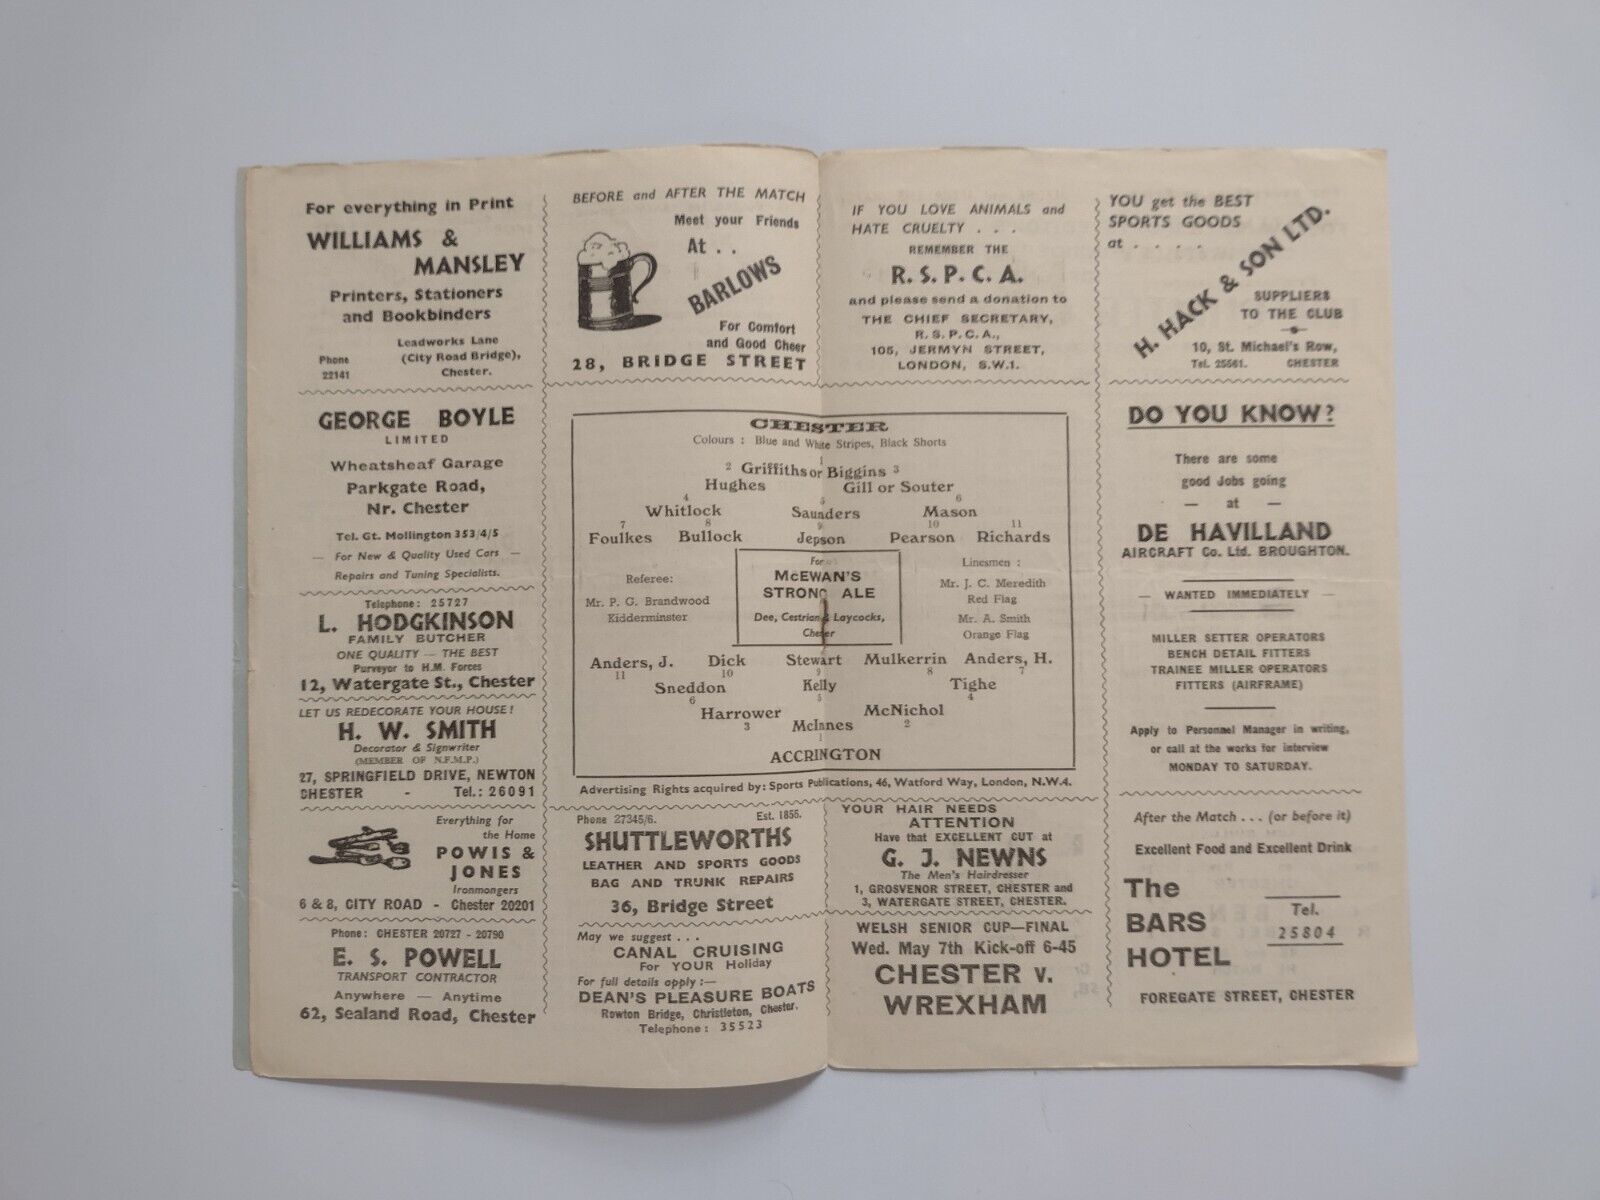 For everything in Print
WILLIAMS &
MANSLEY
Printers, Stationers
and Bookbinders
Leadworks Lane
Phone (City Road Bridge),
22141 Chester.
GEORGE BOYLE
LIMITED
Wheatsheaf Garage
Parkgate Road,
Nr. Chester
Tel. Gt. Mollington 353/4/5
— For New & Quality Used Cars —
Repairs and Tuning Specialists.
Telephone: 25727
L. HODGKINSON
FAMILY BUTCHER
ONE QUALITY — THE BEST
Purveyor to H.M. Forces
12, Watergate St., Chester
LET US REDECORATE YOUR HOUSE!
H. W. SMITH
Decorator & Signwriter
(MEMBER OF N.F.M.P.)
27, SPRINGFIELD DRIVE, NEWTON
CHESTER - Tel.: 26091
Everything for
the Home
POWIS &
JONES
Ironmongers
6 & 8, CITY ROAD - Chester 20201
Phone: CHESTER 20727 - 20790
E. S. POWELL
TRANSPORT CONTRACTOR
Anywhere — Anytime
62, Sealand Road, Chester
BEFORE and AFTER THE MATCH
Meet your Friends
At . .
BARLOWS
For Comfort
and Good Cheer
28, BRIDGE STREET
IF YOU LOVE ANIMALS and
HATE CRUELTY . . .
REMEMBER THE
R. S. P. C. A.
and please send a donation to
THE CHIEF SECRETARY,
R.S.P.C.A.,
105, JERMYN STREET,
LONDON, S.W.1.
CHESTER
Colours : Blue and White Stripes, Black Shorts
1
2 Griffiths or Biggins 3
Hughes Gill or Souter
4 5 6
Whitlock Saunders Mason
7 8 9 10 11
Foulkes Bullock Jepson Pearson Richards
Referee:
Mr. P. G. Brandwood
Kidderminster
For
McEWAN'S
STRONG ALE
Dee, Cestrian & Laycocks,
Chester
Linesmen :
Mr. J. C. Meredith
Red Flag
Mr. A. Smith
Orange Flag
Anders, J. Dick Stewart Mulkerrin Anders, H.
11 10 9 8 7
Sneddon Kelly Tighe
6 5 4
Harrower McInnes McNichol
3 1 2
ACCRINGTON
Advertising Rights acquired by: Sports Publications, 46, Watford Way, London, N.W.4.
Phone 27345/6. Est. 1855.
SHUTTLEWORTHS
LEATHER AND SPORTS GOODS
BAG AND TRUNK REPAIRS
36, Bridge Street
May we suggest . . .
CANAL CRUISING
For YOUR Holiday
For full details apply :—
DEAN'S PLEASURE BOATS
Rowton Bridge, Christleton, Chester.
Telephone: 35523
YOUR HAIR NEEDS
ATTENTION
Have that EXCELLENT CUT at
G. J. NEWNS
The Men's Hairdresser
1, GROSVENOR STREET, CHESTER and
3, WATERGATE STREET, CHESTER.
WELSH SENIOR CUP—FINAL
Wed. May 7th Kick-off 6-45
CHESTER v.
WREXHAM
YOU get the BEST
SPORTS GOODS
at . . . .
H. HACK & SON LTD.
SUPPLIERS
TO THE CLUB
10, St. Michael's Row,
Tel. 25561. CHESTER
DO YOU KNOW?
There are some
good Jobs going
— at —
DE HAVILLAND
AIRCRAFT Co. Ltd. BROUGHTON.
— WANTED IMMEDIATELY —
MILLER SETTER OPERATORS
BENCH DETAIL FITTERS
TRAINEE MILLER OPERATORS
FITTERS (AIRFRAME)
Apply to Personnel Manager in writing,
or call at the works for interview
MONDAY TO SATURDAY.
After the Match . . . (or before it)
Excellent Food and Excellent Drink
The
BARS
HOTEL
Tel.
25804
FOREGATE STREET, CHESTER